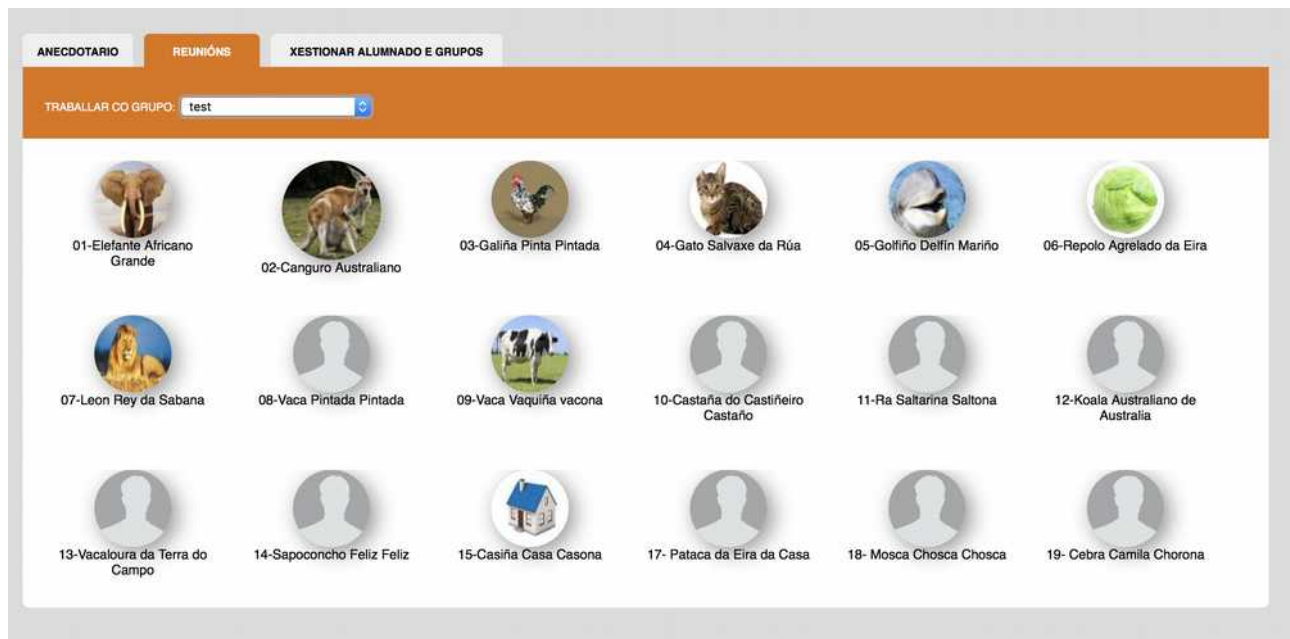 ANECDOTARIO REUNIÓNS XESTIONAR ALUMNADO E GRUPOS
TRABALLAR CO GRUPO: test
01-Elefante Africano
Grande
02-Canguro Australiano
03-Galiña Pinta Pintada
04-Gato Salvaxe da Rúa
05-Golfiño Delfín Mariño
06-Repolo Agrelado da Eira
07-Leon Rey da Sabana
08-Vaca Pintada Pintada
09-Vaca Vaquiña vacona
10-Castaña do Castiñeiro
Castaño
11-Ra Saltarina Saltona
12-Koala Australiano de
Australia
13-Vacaloura da Terra do
Campo
14-Sapoconcho Feliz Feliz
15-Casiña Casa Casona
17- Pataca da Eira da Casa
18- Mosca Chosca Chosca
19- Cebra Camila Chorona